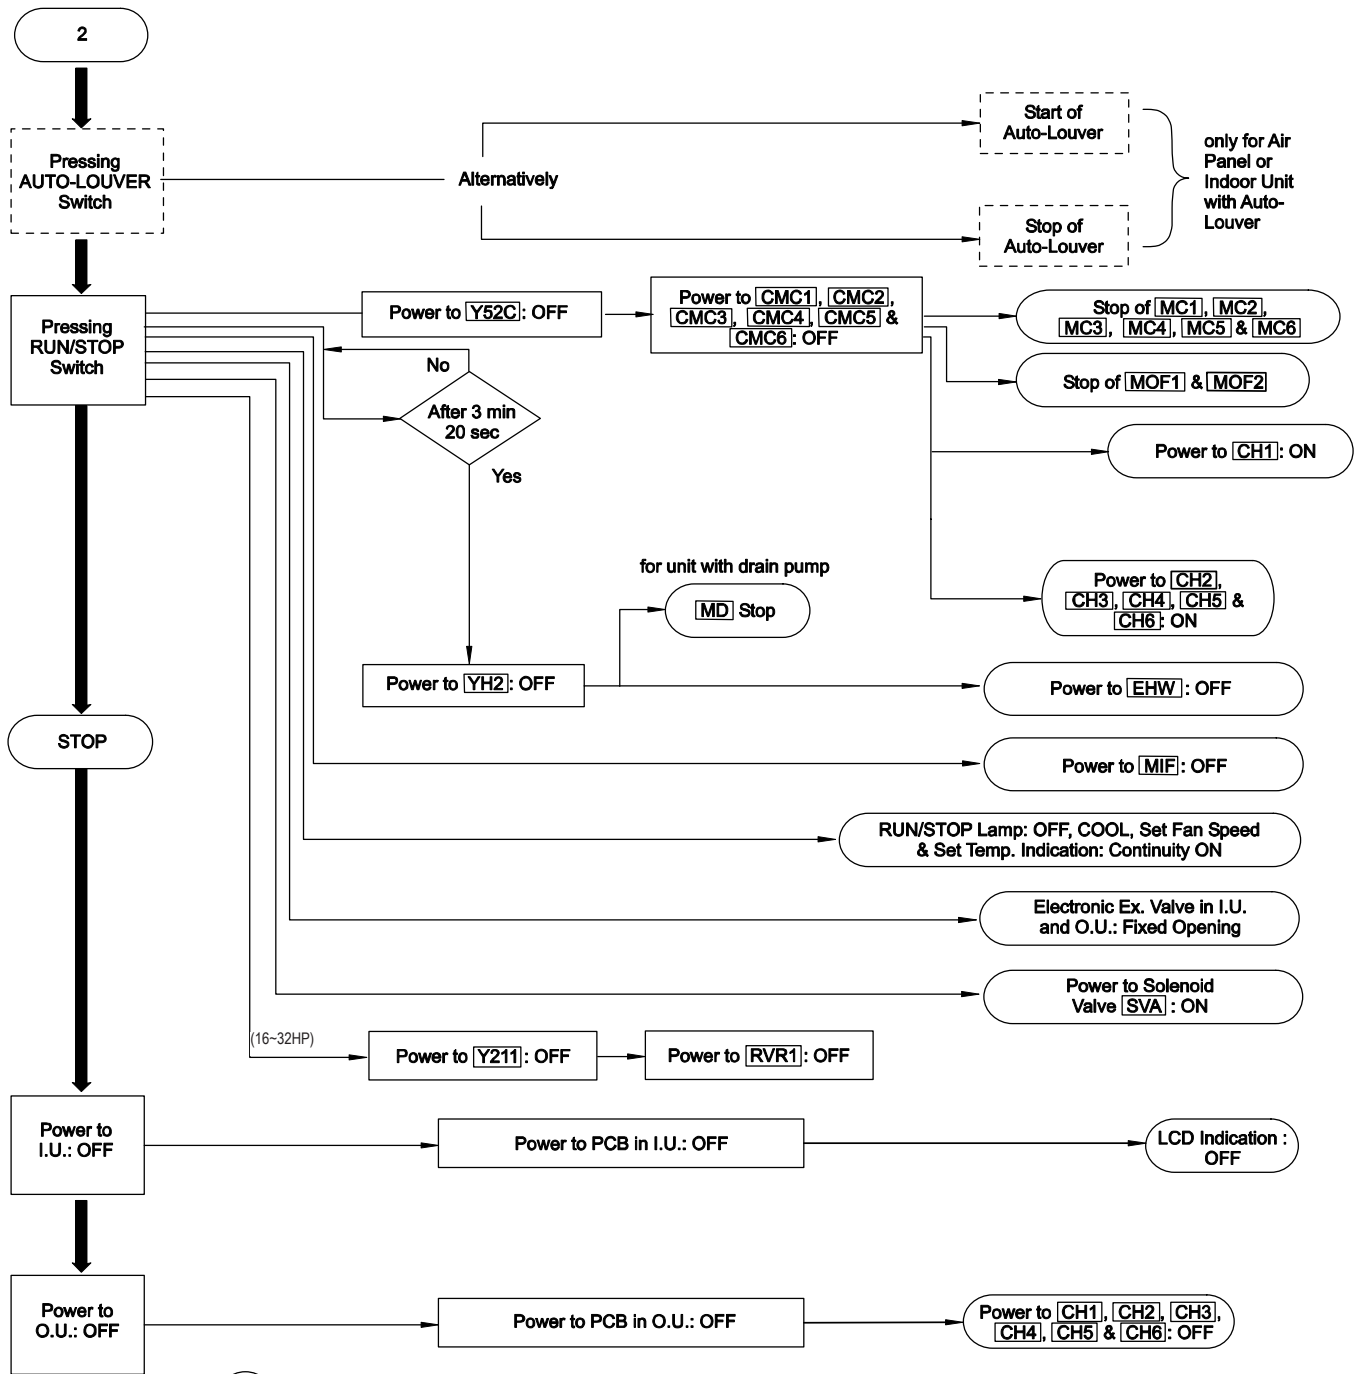 2
Pressing
AUTO-LOUVER
Switch
Alternatively
Start of
Auto-Louver
Stop of
Auto-Louver
only for Air
Panel or
Indoor Unit
with Auto-
Louver
Pressing
RUN/STOP
Switch
Power to Y52C: OFF
Power to CMC1, CMC2,
CMC3, CMC4, CMC5 &
CMC6: OFF
Stop of MC1, MC2,
MC3, MC4, MC5 & MC6
Stop of MOF1 & MOF2
No
After 3 min
20 sec
Yes
Power to CH1: ON
Power to CH2,
CH3, CH4, CH5 &
CH6: ON
for unit with drain pump
MD Stop
Power to YH2: OFF
Power to EHW: OFF
STOP
Power to MIF: OFF
RUN/STOP Lamp: OFF, COOL, Set Fan Speed
& Set Temp. Indication: Continuity ON
Electronic Ex. Valve in I.U.
and O.U.: Fixed Opening
Power to Solenoid
Valve SVA : ON
(16~32HP)
Power to Y211: OFF
Power to RVR1: OFF
Power to
I.U.: OFF
Power to PCB in I.U.: OFF
LCD Indication :
OFF
Power to
O.U.: OFF
Power to PCB in O.U.: OFF
Power to CH1, CH2, CH3,
CH4, CH5 & CH6: OFF